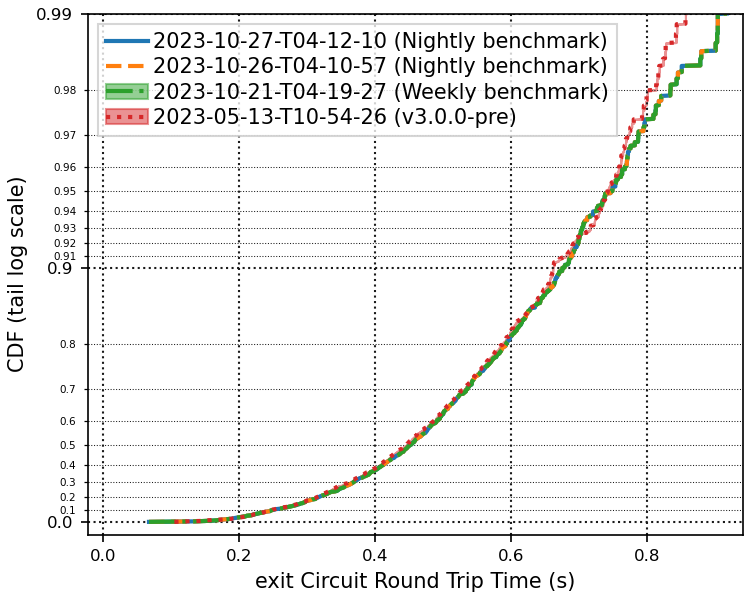 0.99
2023-10-27-T04-12-10 (Nightly benchmark)
2023-10-26-T04-10-57 (Nightly benchmark)
2023-10-21-T04-19-27 (Weekly benchmark)
2023-05-13-T10-54-26 (v3.0.0-pre)
0.98
0.97
0.96
0.95
0.94
0.93
0.92
0.91
0.9
0.8
0.7
0.6
0.5
0.4
0.3
0.2
0.1
0.0
CDF (tail log scale)
0.0 0.2 0.4 0.6 0.8
exit Circuit Round Trip Time (s)